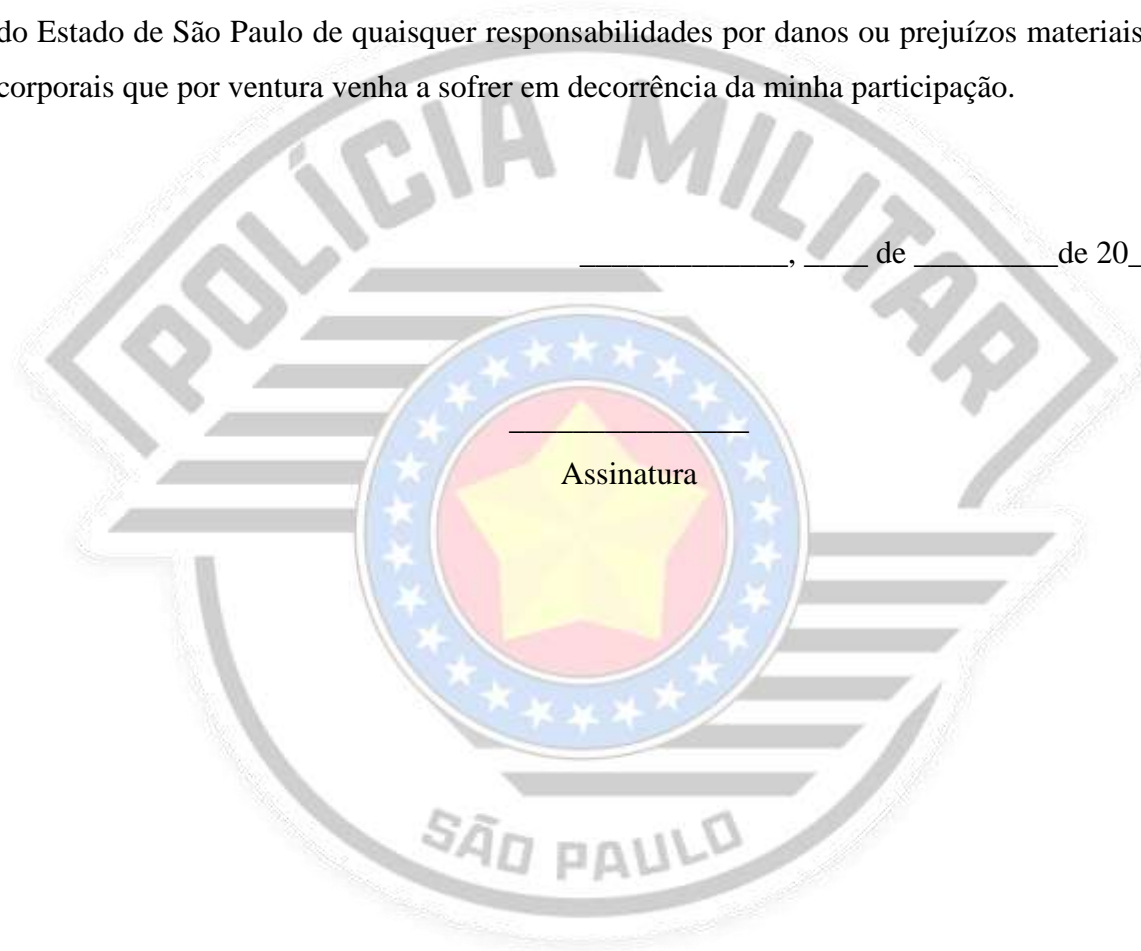 do Estado de São Paulo de quaisquer responsabilidades por danos ou prejuízos materiais
corporais que por ventura venha a sofrer em decorrência da minha participação.
POLÍCIA MILITAR
_____________, ____ de _________de 20_
_______________
Assinatura
SÃO PAULO